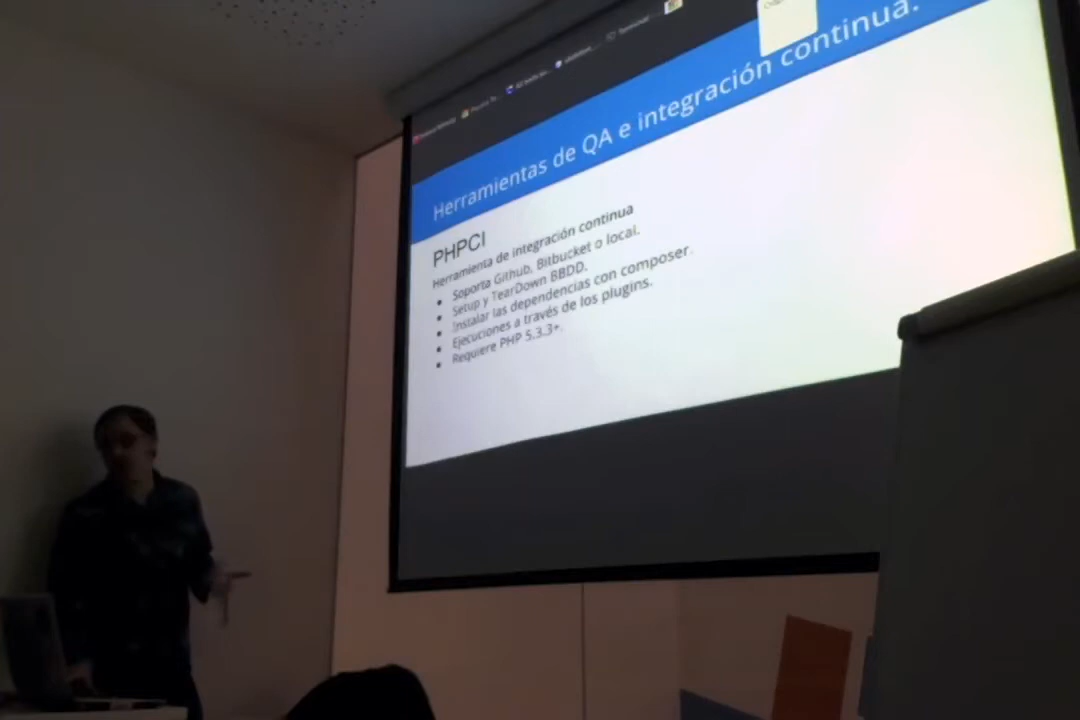 Herramientas de QA e integración continua.
PHPCI
Herramienta de integración continua
Soporta Github, Bitbucket o local.
Setup y TearDown BBDD.
Instalar las dependencias con composer.
Ejecuciones a través de los plugins.
Requiere PHP 5.3.3+.